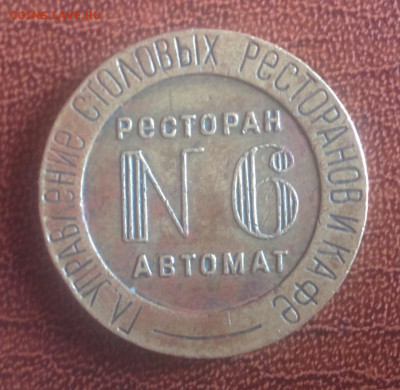 ГЛ. УПРАВЛЕНИЕ СТОЛОВЫХ РЕСТОРАНОВ И КАФЕ
РЕСТОРАН
N 6
АВТОМАТ